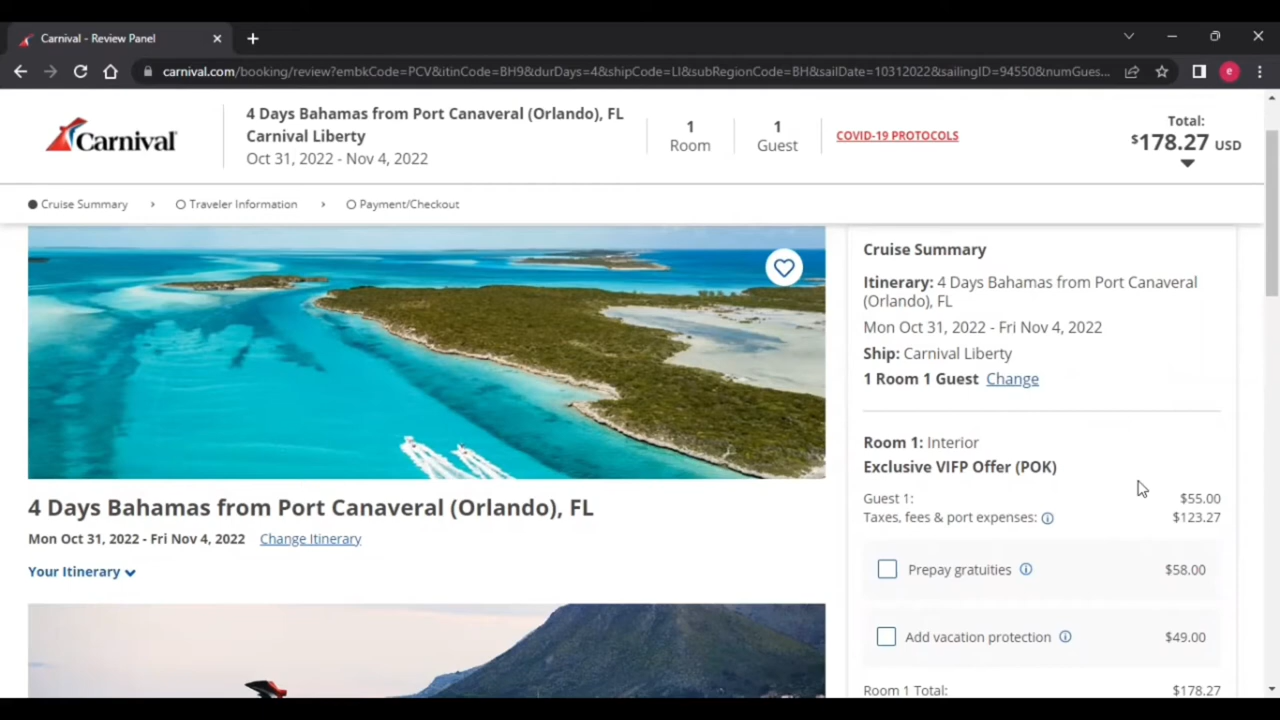 Carnival - Review Panel
carnival.com/booking/review?embkCode=PCV&itinCode=BH9&durDays=4&shipCode=LI&subRegionCode=BH&sailDate=10312022&sailingID=94550&numGues...
e
Carnival
4 Days Bahamas from Port Canaveral (Orlando), FL
Carnival Liberty
Oct 31, 2022 - Nov 4, 2022
1
Room
1
Guest
COVID-19 PROTOCOLS
Total:
$178.27 USD
Cruise Summary
Traveler Information
Payment/Checkout
4 Days Bahamas from Port Canaveral (Orlando), FL
Mon Oct 31, 2022 - Fri Nov 4, 2022 Change Itinerary
Your Itinerary
Cruise Summary
Itinerary: 4 Days Bahamas from Port Canaveral
(Orlando), FL
Mon Oct 31, 2022 - Fri Nov 4, 2022
Ship: Carnival Liberty
1 Room 1 Guest Change
Room 1: Interior
Exclusive VIFP Offer (POK)
Guest 1: $55.00
Taxes, fees & port expenses: $123.27
Prepay gratuities $58.00
Add vacation protection $49.00
Room 1 Total: $178.27